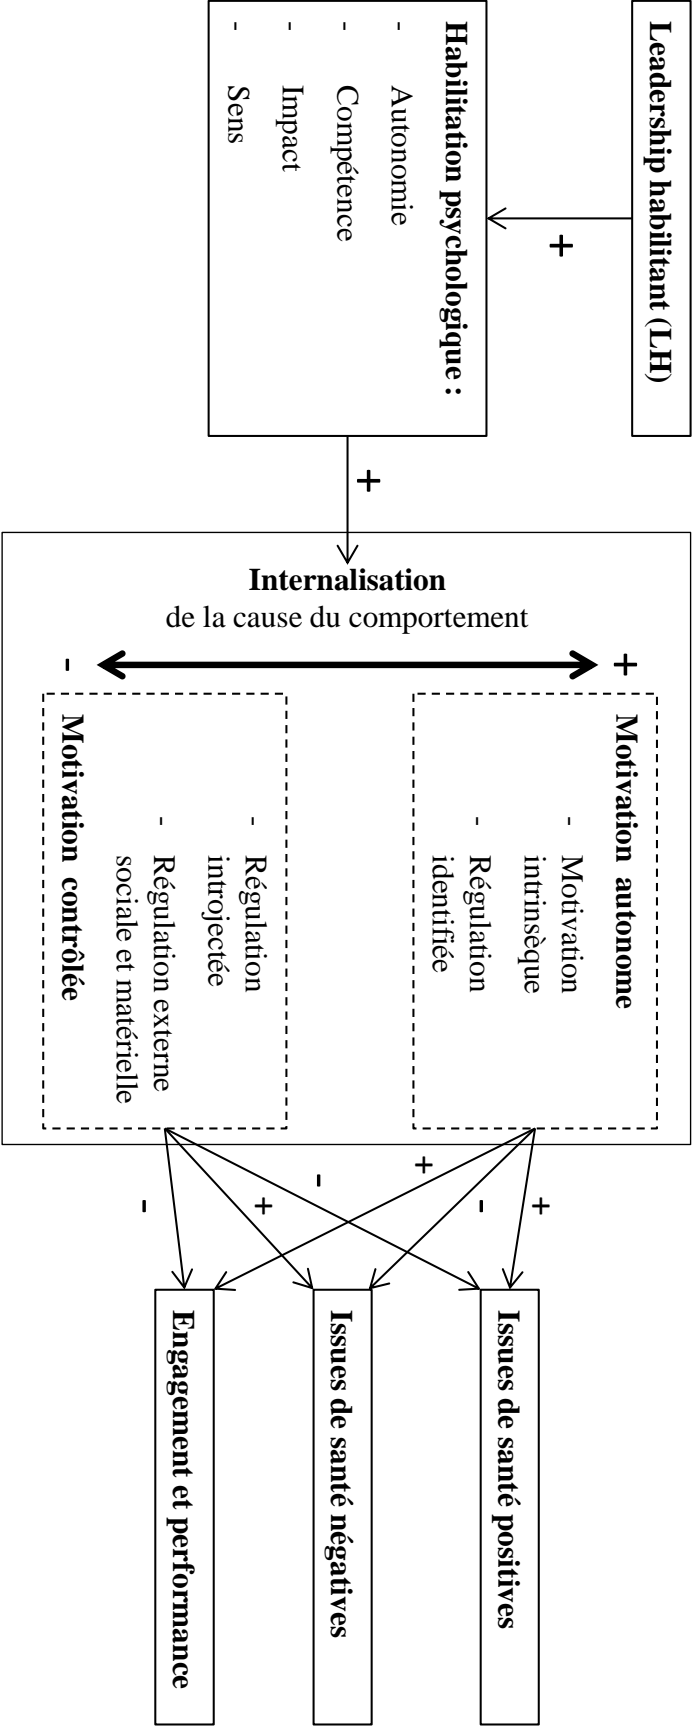 Leadership habilitant (LH)
+
Habilitation psychologique :
- Autonomie
- Compétence
- Impact
- Sens
+
Internalisation
de la cause du comportement
+
-
Motivation autonome
- Motivation
intrinsèque
- Régulation
identifiée
- Régulation
introjectée
- Régulation externe
sociale et matérielle
Motivation contrôlée
+
-
+
-
+
-
Issues de santé positives
Issues de santé négatives
Engagement et performance